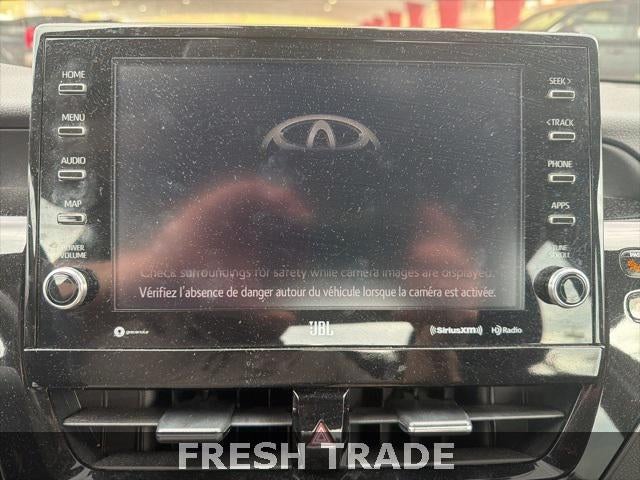 HOME
MENU
AUDIO
MAP
POWER
VOLUME
SEEK>
<TRACK
PHONE
APPS
TUNE
SCROLL
Check surroundings for safety while camera images are displayed.
Vérifiez l'absence de danger autour du véhicule lorsque la caméra est activée.
gracenote
JBL
((SiriusXM))
HD Radio
FRESH TRADE